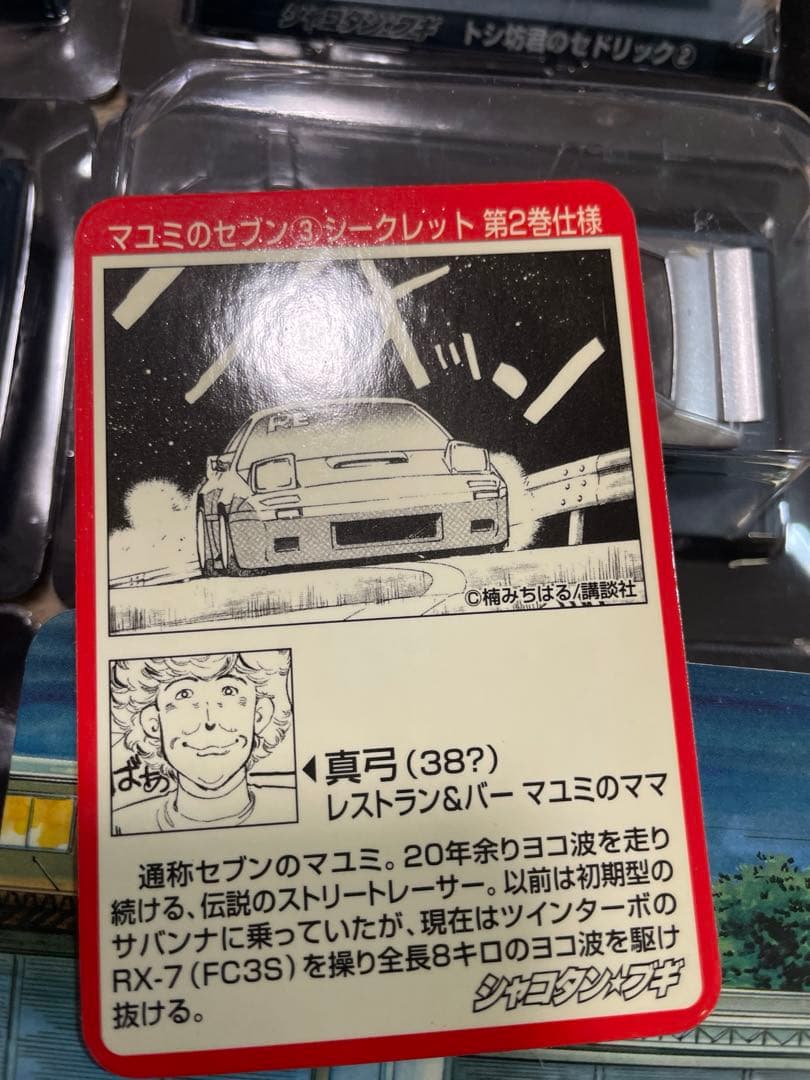 シャコタン★ブギ トシ坊君のセドリック②
マユミのセブン③シークレット 第2巻仕様
RE
©楠みちはる/講談社
ばあ
◀真弓(38?)
レストラン&バー マユミのママ
通称セブンのマユミ。20年余りヨコ波を走り
続ける、伝説のストリートレーサー。以前は初期型の
サバンナに乗っていたが、現在はツインターボの
RX-7(FC3S)を操り全長8キロのヨコ波を駆け
抜ける。
シャコタン☆ブギ